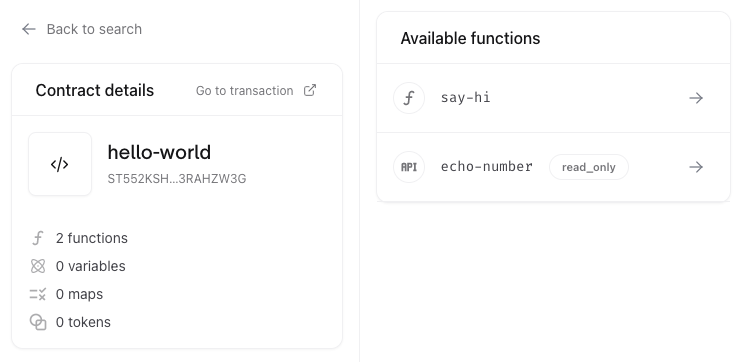 Back to search
Contract details
Go to transaction
</>
hello-world
ST552KSH...3RAHZW3G
2 functions
0 variables
0 maps
0 tokens
Available functions
say-hi
API
echo-number
read_only